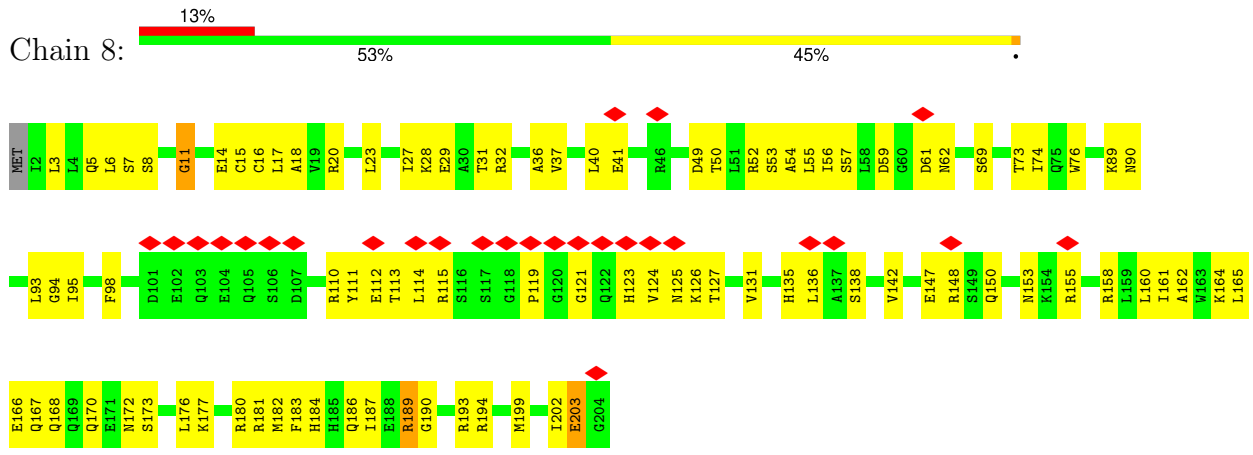 13%
Chain 8:
53% 45% •
MET I2 L3 L4 Q5 L6 S7 S8 G11 E14 C15 C16 L17 A18 V19 R20 L23 I27 K28 E29 A30 T31 R32 A36 V37 L40 E41 R46 D49 T50 L51 R52 S53 A54 L55 I56 S57 L58 D59 G60 D61 N62 S69 T73 I74 Q75 W76 K89 N90
L93 G94 I95 F98 D101 E102 Q103 E104 Q105 S106 D107 R110 Y111 E112 T113 L114 R115 S116 S117 G118 P119 G120 G121 Q122 H123 V124 N125 K126 T127 V131 H135 L136 A137 S138 V142 E147 R148 S149 Q150 N153 K154 R155 R158 L159 L160 I161 A162 W163 K164 L165
E166 Q167 Q168 Q169 Q170 E171 N172 S173 L176 K177 R180 R181 M182 F183 H184 H185 Q186 I187 E188 R189 G190 R193 R194 M199 I202 E203 G204